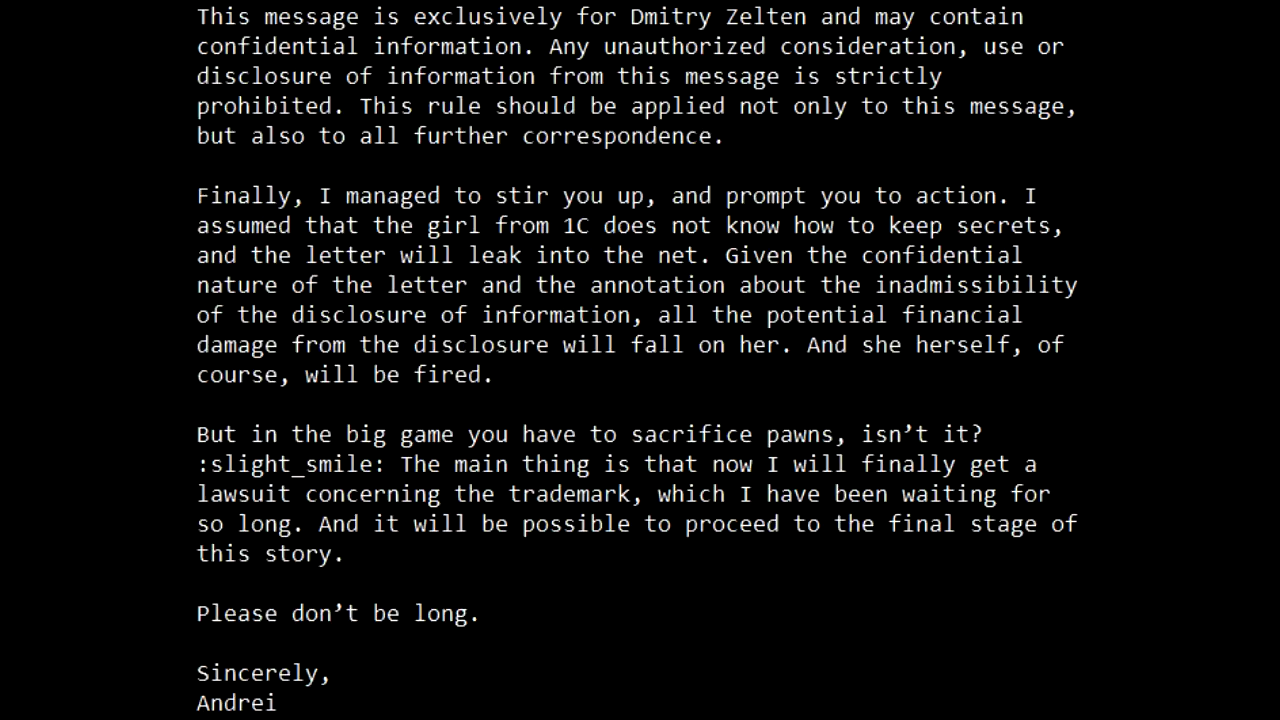 This message is exclusively for Dmitry Zelten and may contain
confidential information. Any unauthorized consideration, use or
disclosure of information from this message is strictly
prohibited. This rule should be applied not only to this message,
but also to all further correspondence.
Finally, I managed to stir you up, and prompt you to action. I
assumed that the girl from 1C does not know how to keep secrets,
and the letter will leak into the net. Given the confidential
nature of the letter and the annotation about the inadmissibility
of the disclosure of information, all the potential financial
damage from the disclosure will fall on her. And she herself, of
course, will be fired.
But in the big game you have to sacrifice pawns, isn’t it?
:slight_smile: The main thing is that now I will finally get a
lawsuit concerning the trademark, which I have been waiting for
so long. And it will be possible to proceed to the final stage of
this story.
Please don’t be long.
Sincerely,
Andrei